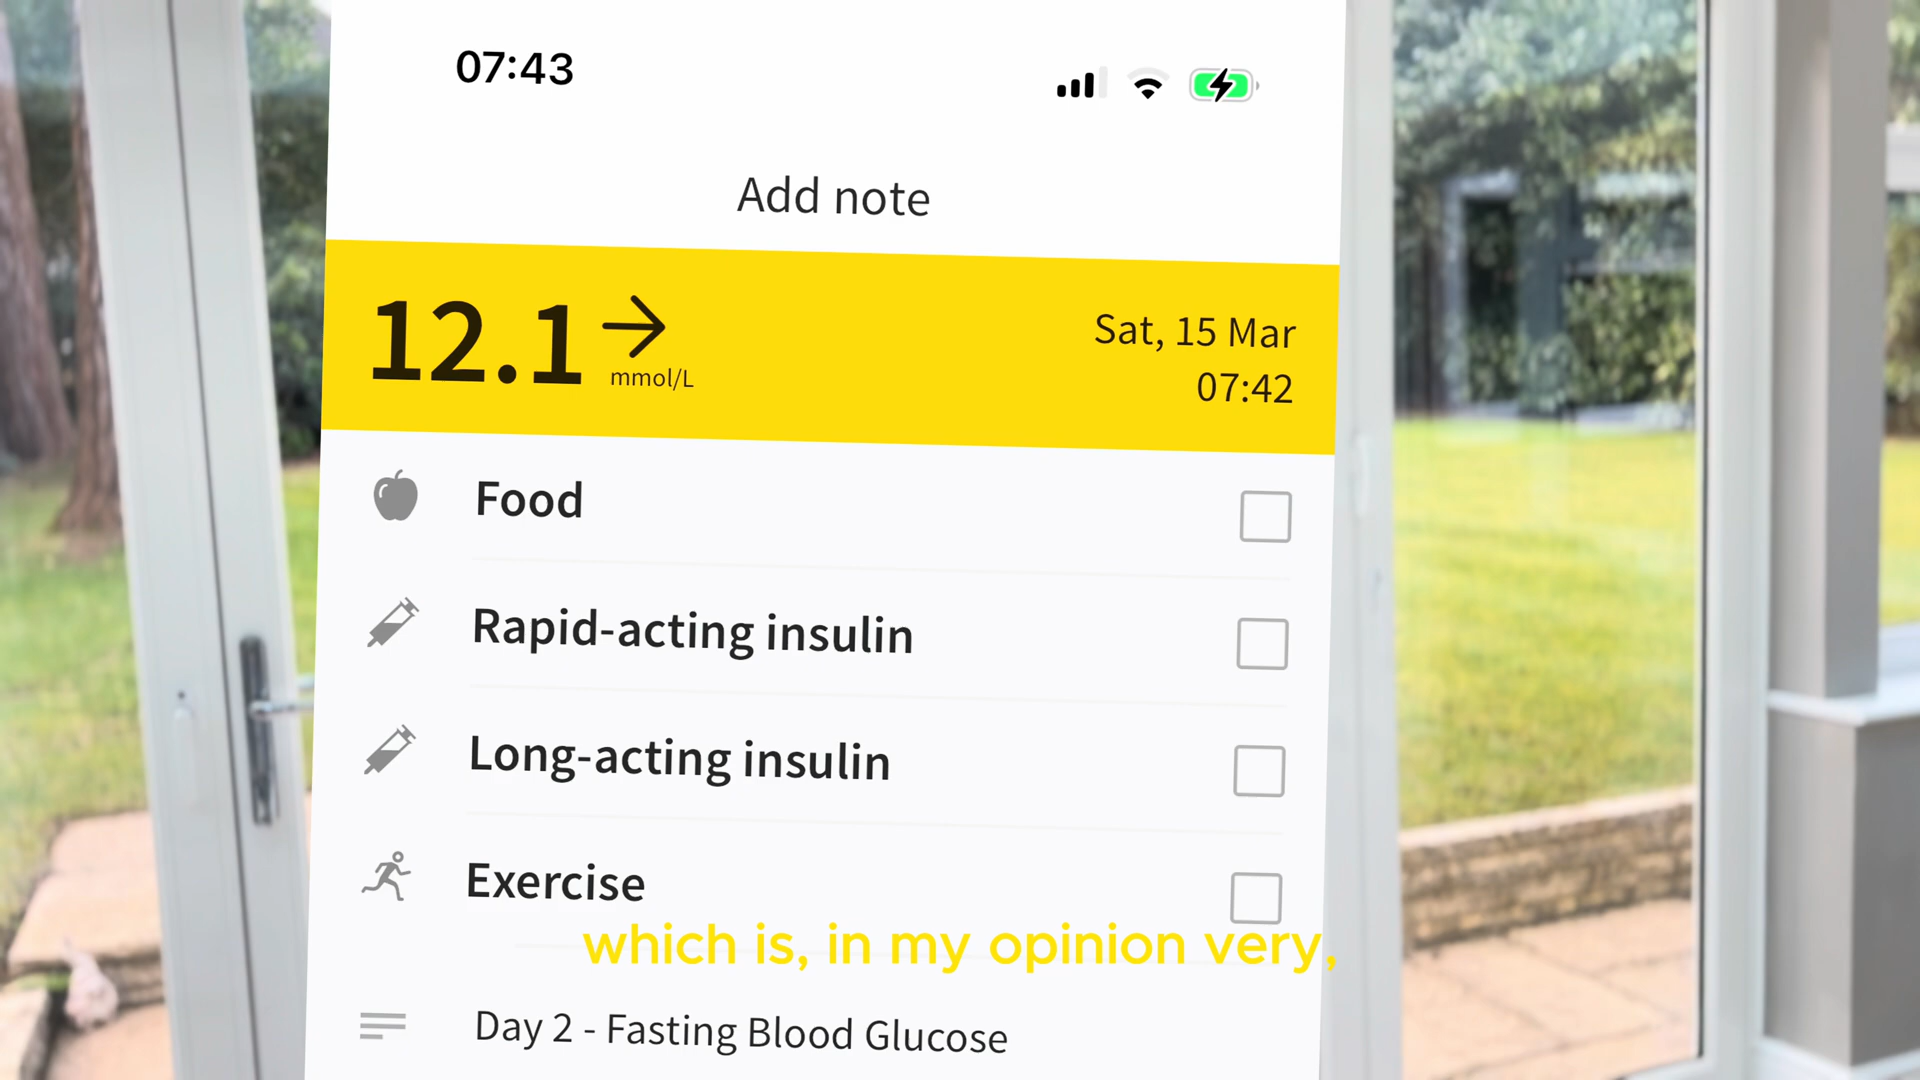 07:43
Add note
12.1
mmol/L
Sat, 15 Mar
07:42
Food
Rapid-acting insulin
Long-acting insulin
Exercise
which is, in my opinion very,
Day 2 - Fasting Blood Glucose